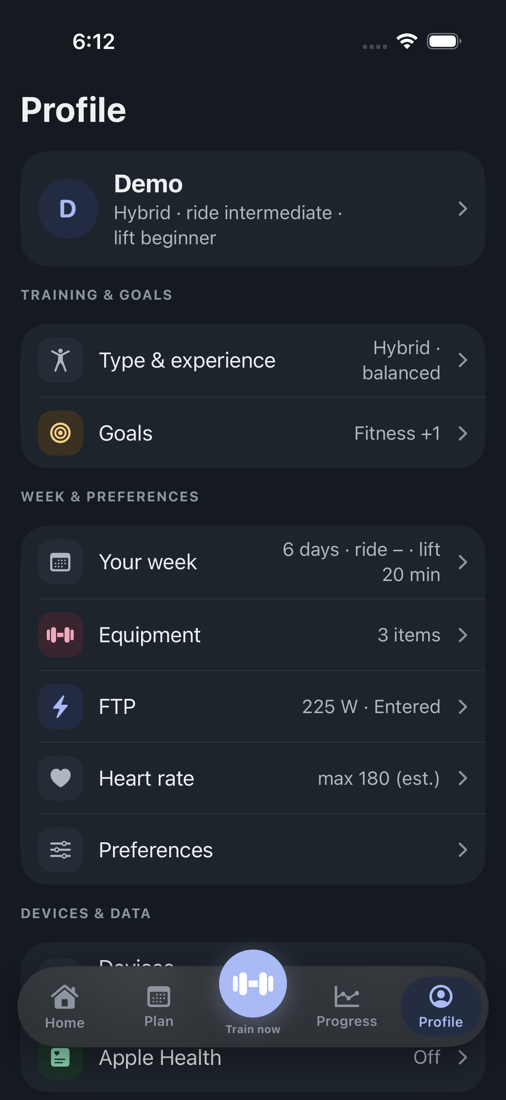 6:12
Profile
D
Demo
Hybrid · ride intermediate ·
lift beginner
TRAINING & GOALS
Type & experience
Hybrid ·
balanced
Goals
Fitness +1
WEEK & PREFERENCES
Your week
6 days · ride – · lift
20 min
Equipment
3 items
FTP
225 W · Entered
Heart rate
max 180 (est.)
Preferences
DEVICES & DATA
Devices
Home
Plan
Train now
Progress
Profile
Apple Health
Off